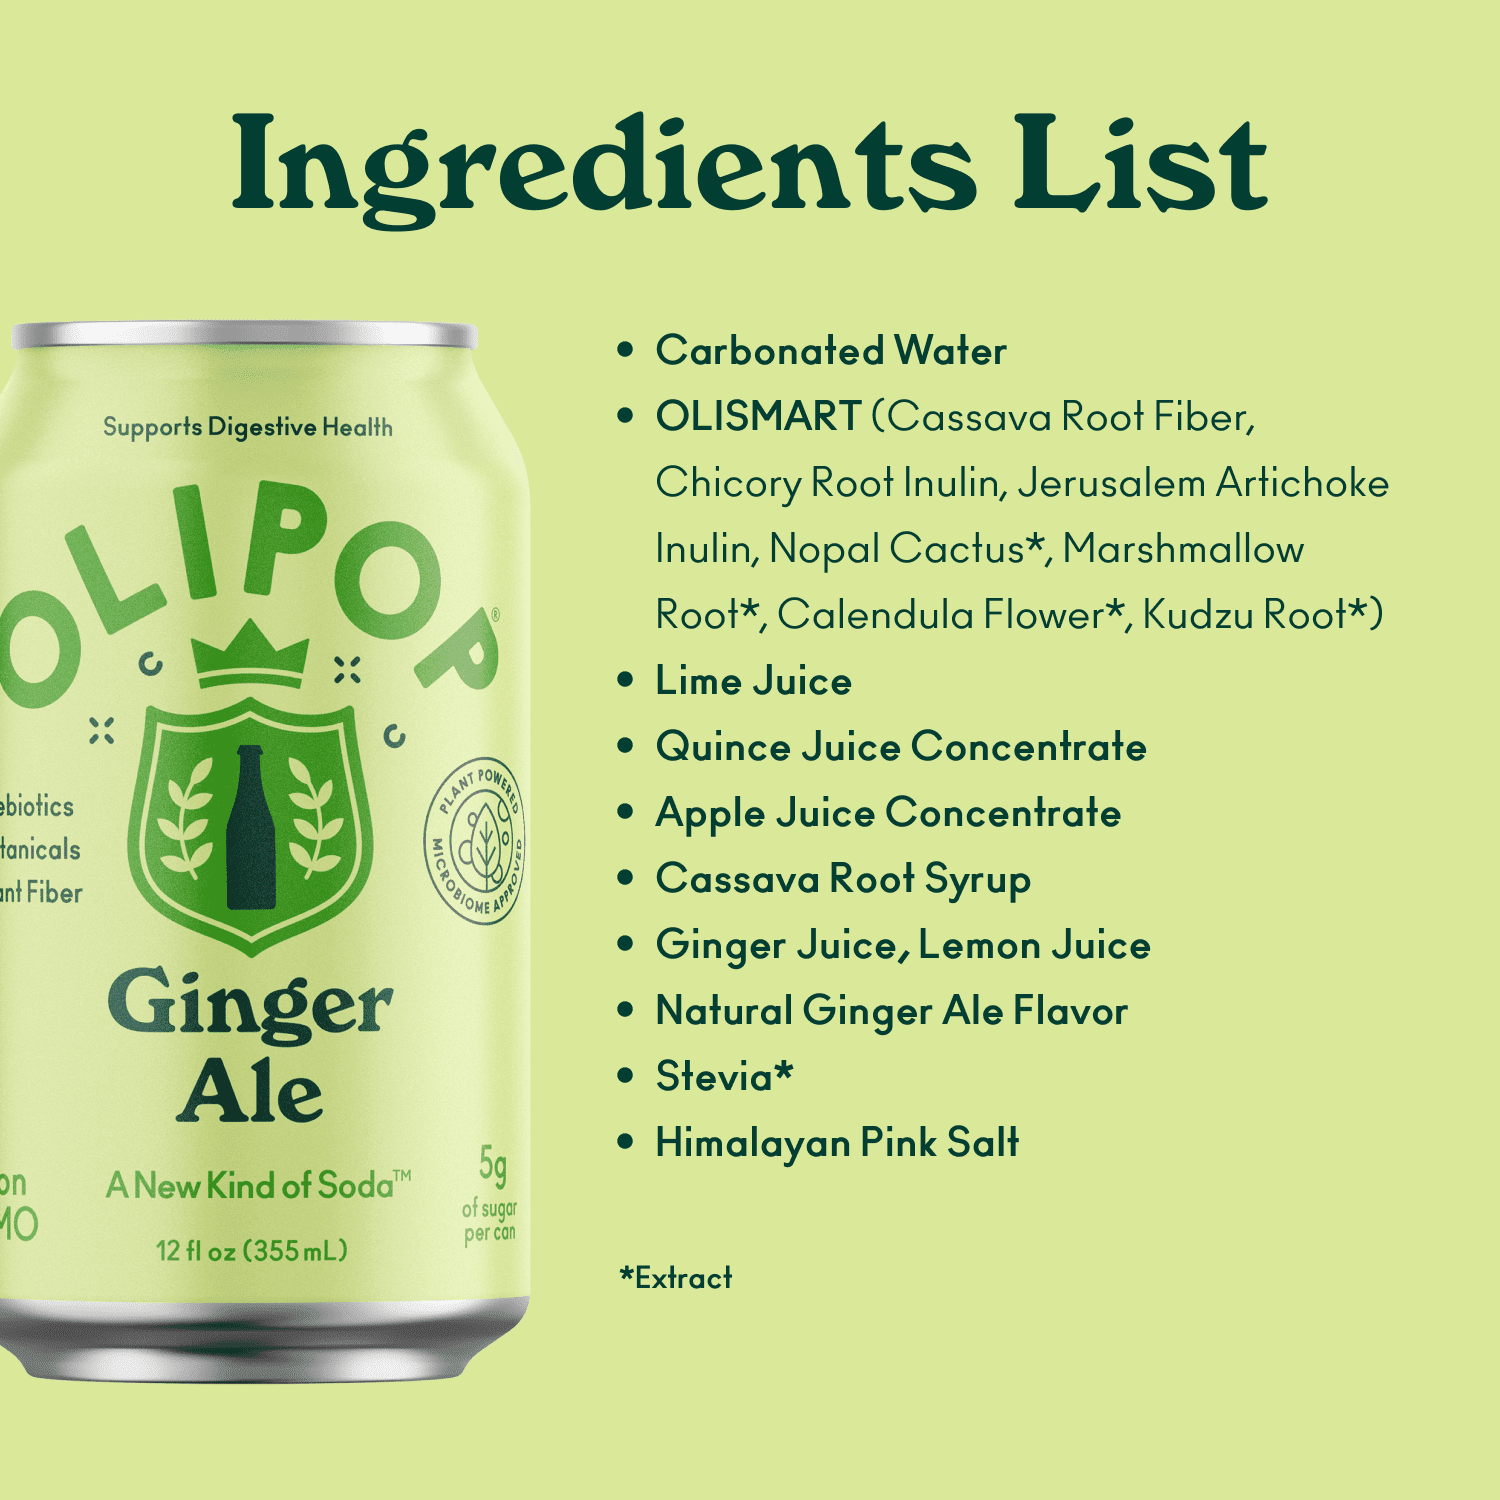 Ingredients List
Supports Digestive Health
OLIPOP®
PLANT POWERED
MICROBIOME APPROVED
ebiotics
tanicals
ant Fiber
Ginger
Ale
on
MO
A New Kind of Soda™
5g
of sugar
per can
12 fl oz (355 mL)
• Carbonated Water
• OLISMART (Cassava Root Fiber,
Chicory Root Inulin, Jerusalem Artichoke
Inulin, Nopal Cactus*, Marshmallow
Root*, Calendula Flower*, Kudzu Root*)
• Lime Juice
• Quince Juice Concentrate
• Apple Juice Concentrate
• Cassava Root Syrup
• Ginger Juice, Lemon Juice
• Natural Ginger Ale Flavor
• Stevia*
• Himalayan Pink Salt
*Extract